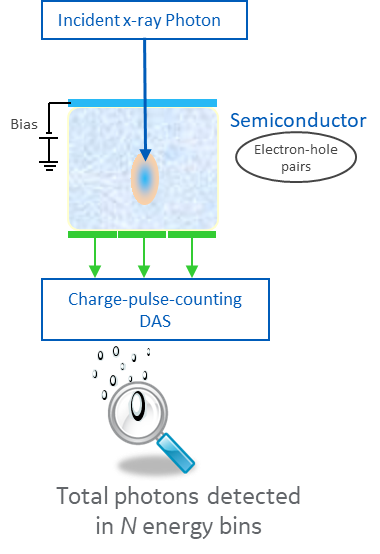 Incident x-ray Photon
Bias
Semiconductor
Electron-hole
pairs
Charge-pulse-counting
DAS
Total photons detected
in N energy bins